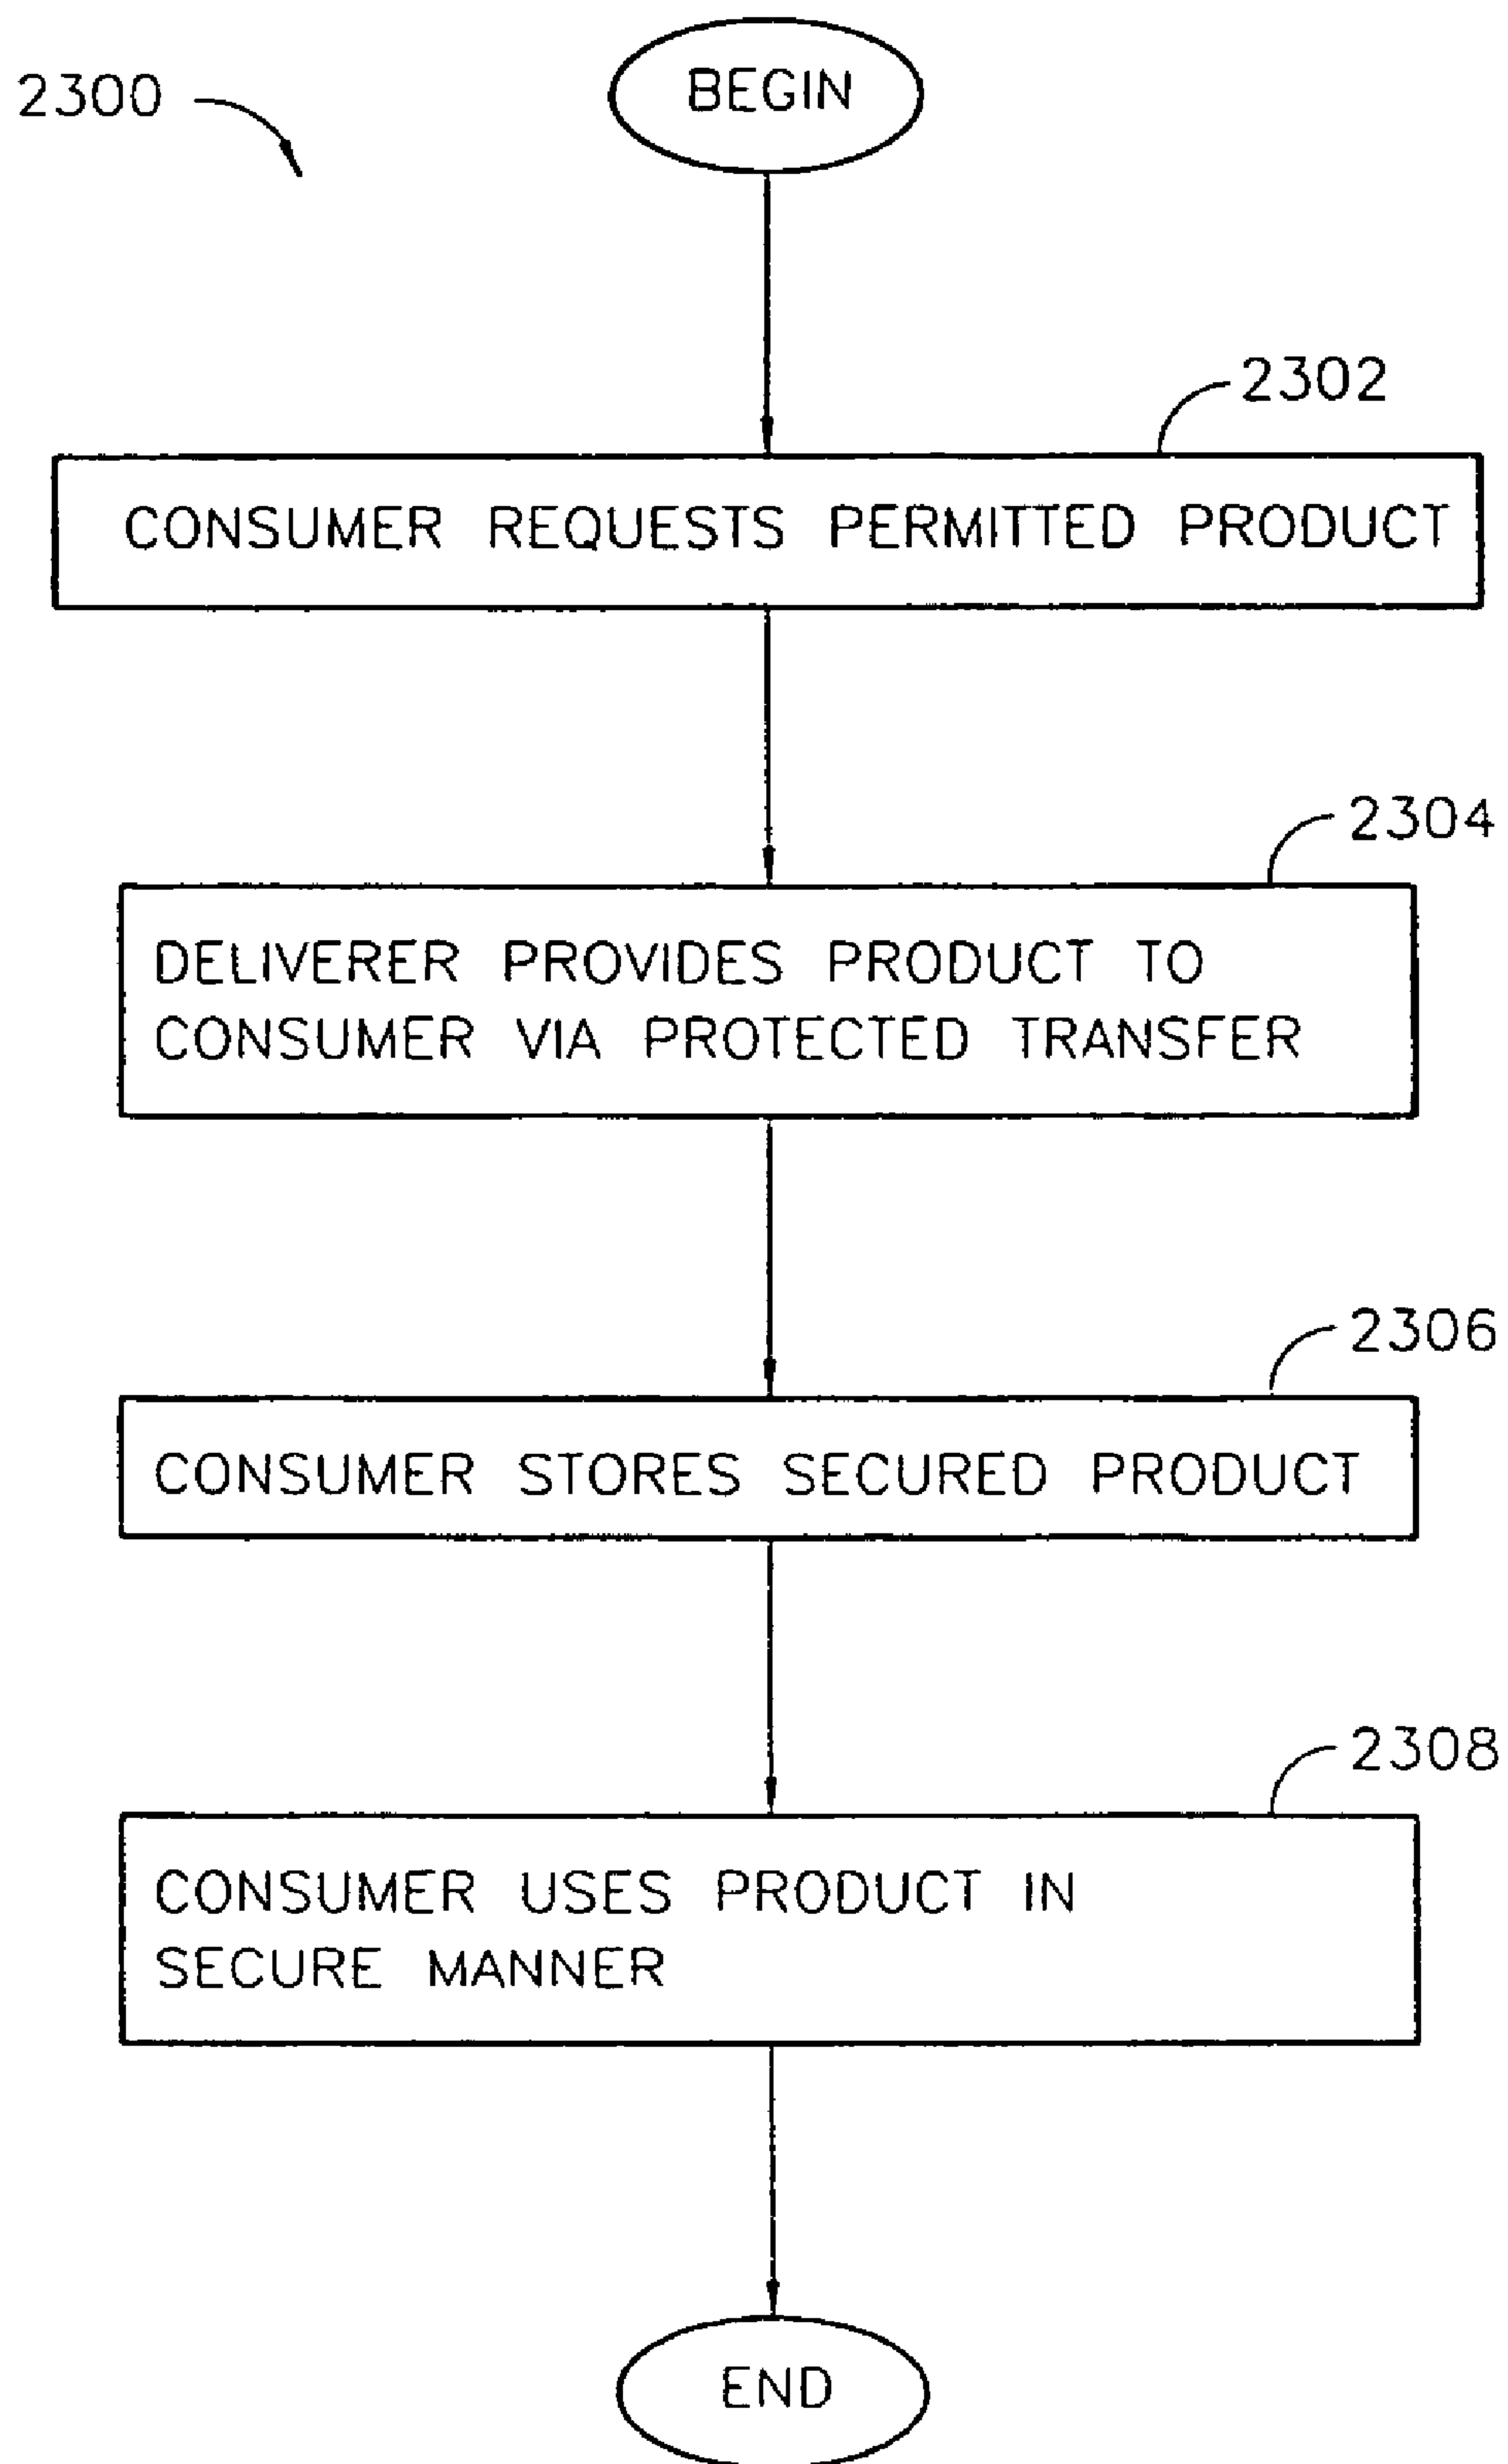 2300
BEGIN
2302
CONSUMER REQUESTS PERMITTED PRODUCT
2304
DELIVERER PROVIDES PRODUCT TO
CONSUMER VIA PROTECTED TRANSFER
2306
CONSUMER STORES SECURED PRODUCT
2308
CONSUMER USES PRODUCT IN
SECURE MANNER
END